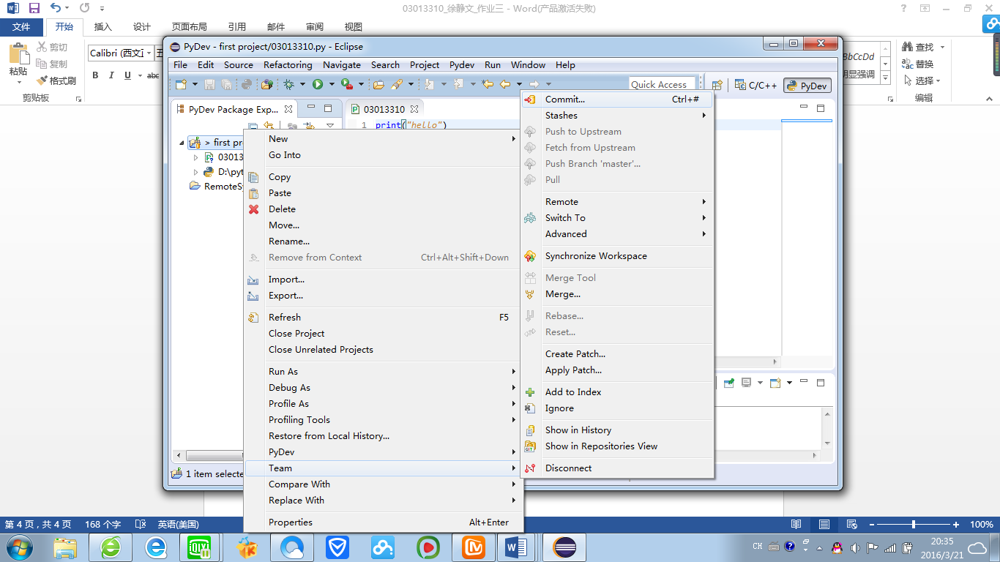 03013310_徐静文_作业三 - Word(产品激活失败)
文件 开始 插入 设计 页面布局 引用 邮件 审阅 视图
粘贴
剪切
复制
格式刷
剪贴板
Calibri (西文
B I U abc
BbCcDd
明显强调
查找
替换
选择
编辑
PyDev - first project/03013310.py - Eclipse
File Edit Source Refactoring Navigate Search Project Pydev Run Window Help
Quick Access
C/C++
PyDev
PyDev Package Exp...
03013310
1 print("hello")
> first pr
03013
D:\pyt
RemoteSy
1 item selecte
New
Go Into
Copy
Paste
Delete
Move...
Rename...
Remove from Context Ctrl+Alt+Shift+Down
Import...
Export...
Refresh F5
Close Project
Close Unrelated Projects
Run As
Debug As
Profile As
Profiling Tools
Restore from Local History...
PyDev
Team
Compare With
Replace With
Properties Alt+Enter
Commit... Ctrl+#
Stashes
Push to Upstream
Fetch from Upstream
Push Branch 'master'...
Pull
Remote
Switch To
Advanced
Synchronize Workspace
Merge Tool
Merge...
Rebase...
Reset...
Create Patch...
Apply Patch...
Add to Index
Ignore
Show in History
GIT Show in Repositories View
Disconnect
第 4 页，共 4 页 168 个字 英语(美国)
100%
CH
20:35
2016/3/21